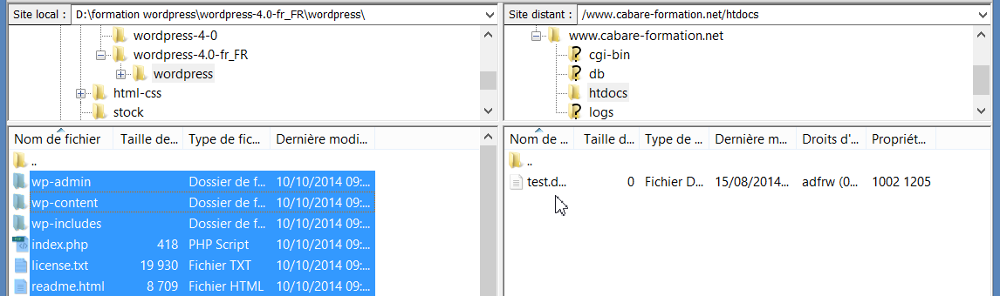 Site local : D:\formation wordpress\wordpress-4.0-fr_FR\wordpress\
wordpress-4-0
wordpress-4.0-fr_FR
wordpress
html-css
stock
Nom de fichier Taille de... Type de fic... Dernière modi...
..
wp-admin Dossier de f... 10/10/2014 09:...
wp-content Dossier de f... 10/10/2014 09:...
wp-includes Dossier de f... 10/10/2014 09:...
index.php 418 PHP Script 10/10/2014 09:...
license.txt 19 930 Fichier TXT 10/10/2014 09:...
readme.html 8 709 Fichier HTML 10/10/2014 09:...
Site distant : /www.cabare-formation.net/htdocs
www.cabare-formation.net
cgi-bin
db
htdocs
logs
Nom de ... Taille d... Type de ... Dernière m... Droits d'... Propriét...
..
test.d... 0 Fichier D... 15/08/2014... adfrw (0... 1002 1205